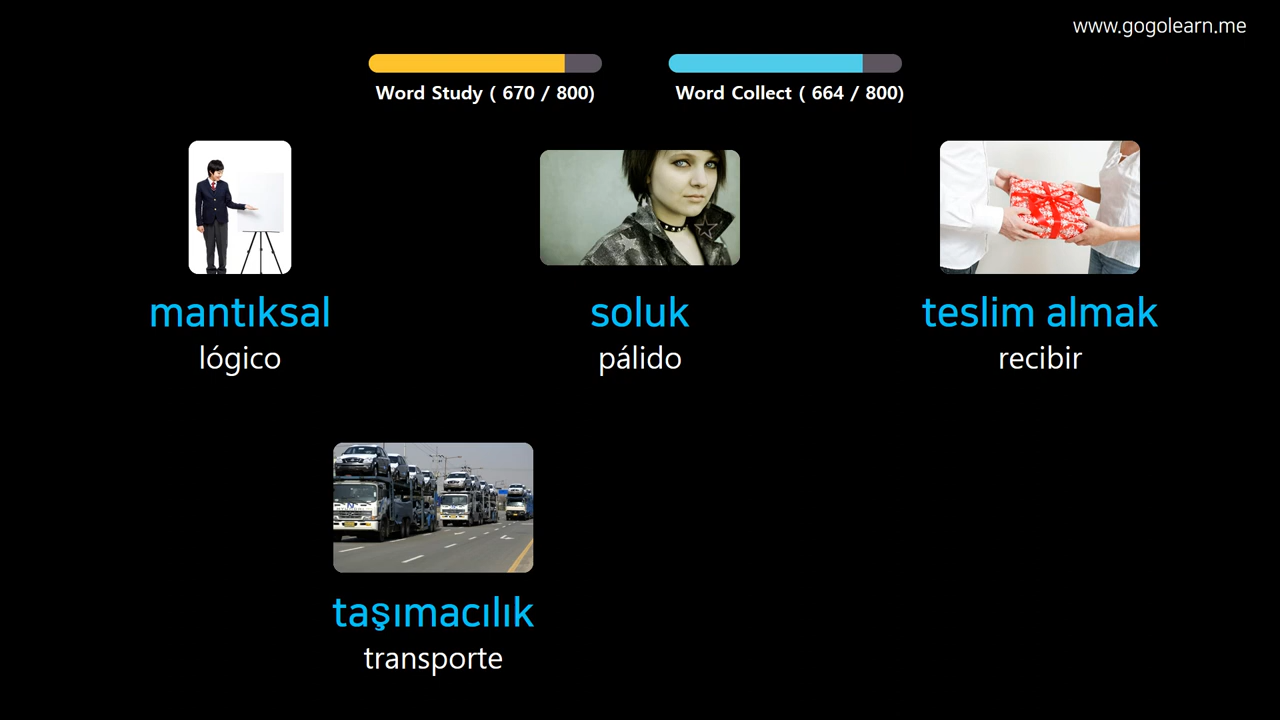 www.gogolearn.me
Word Study ( 670 / 800)
Word Collect ( 664 / 800)
mantıksal
lógico
soluk
pálido
teslim almak
recibir
taşımacılık
transporte